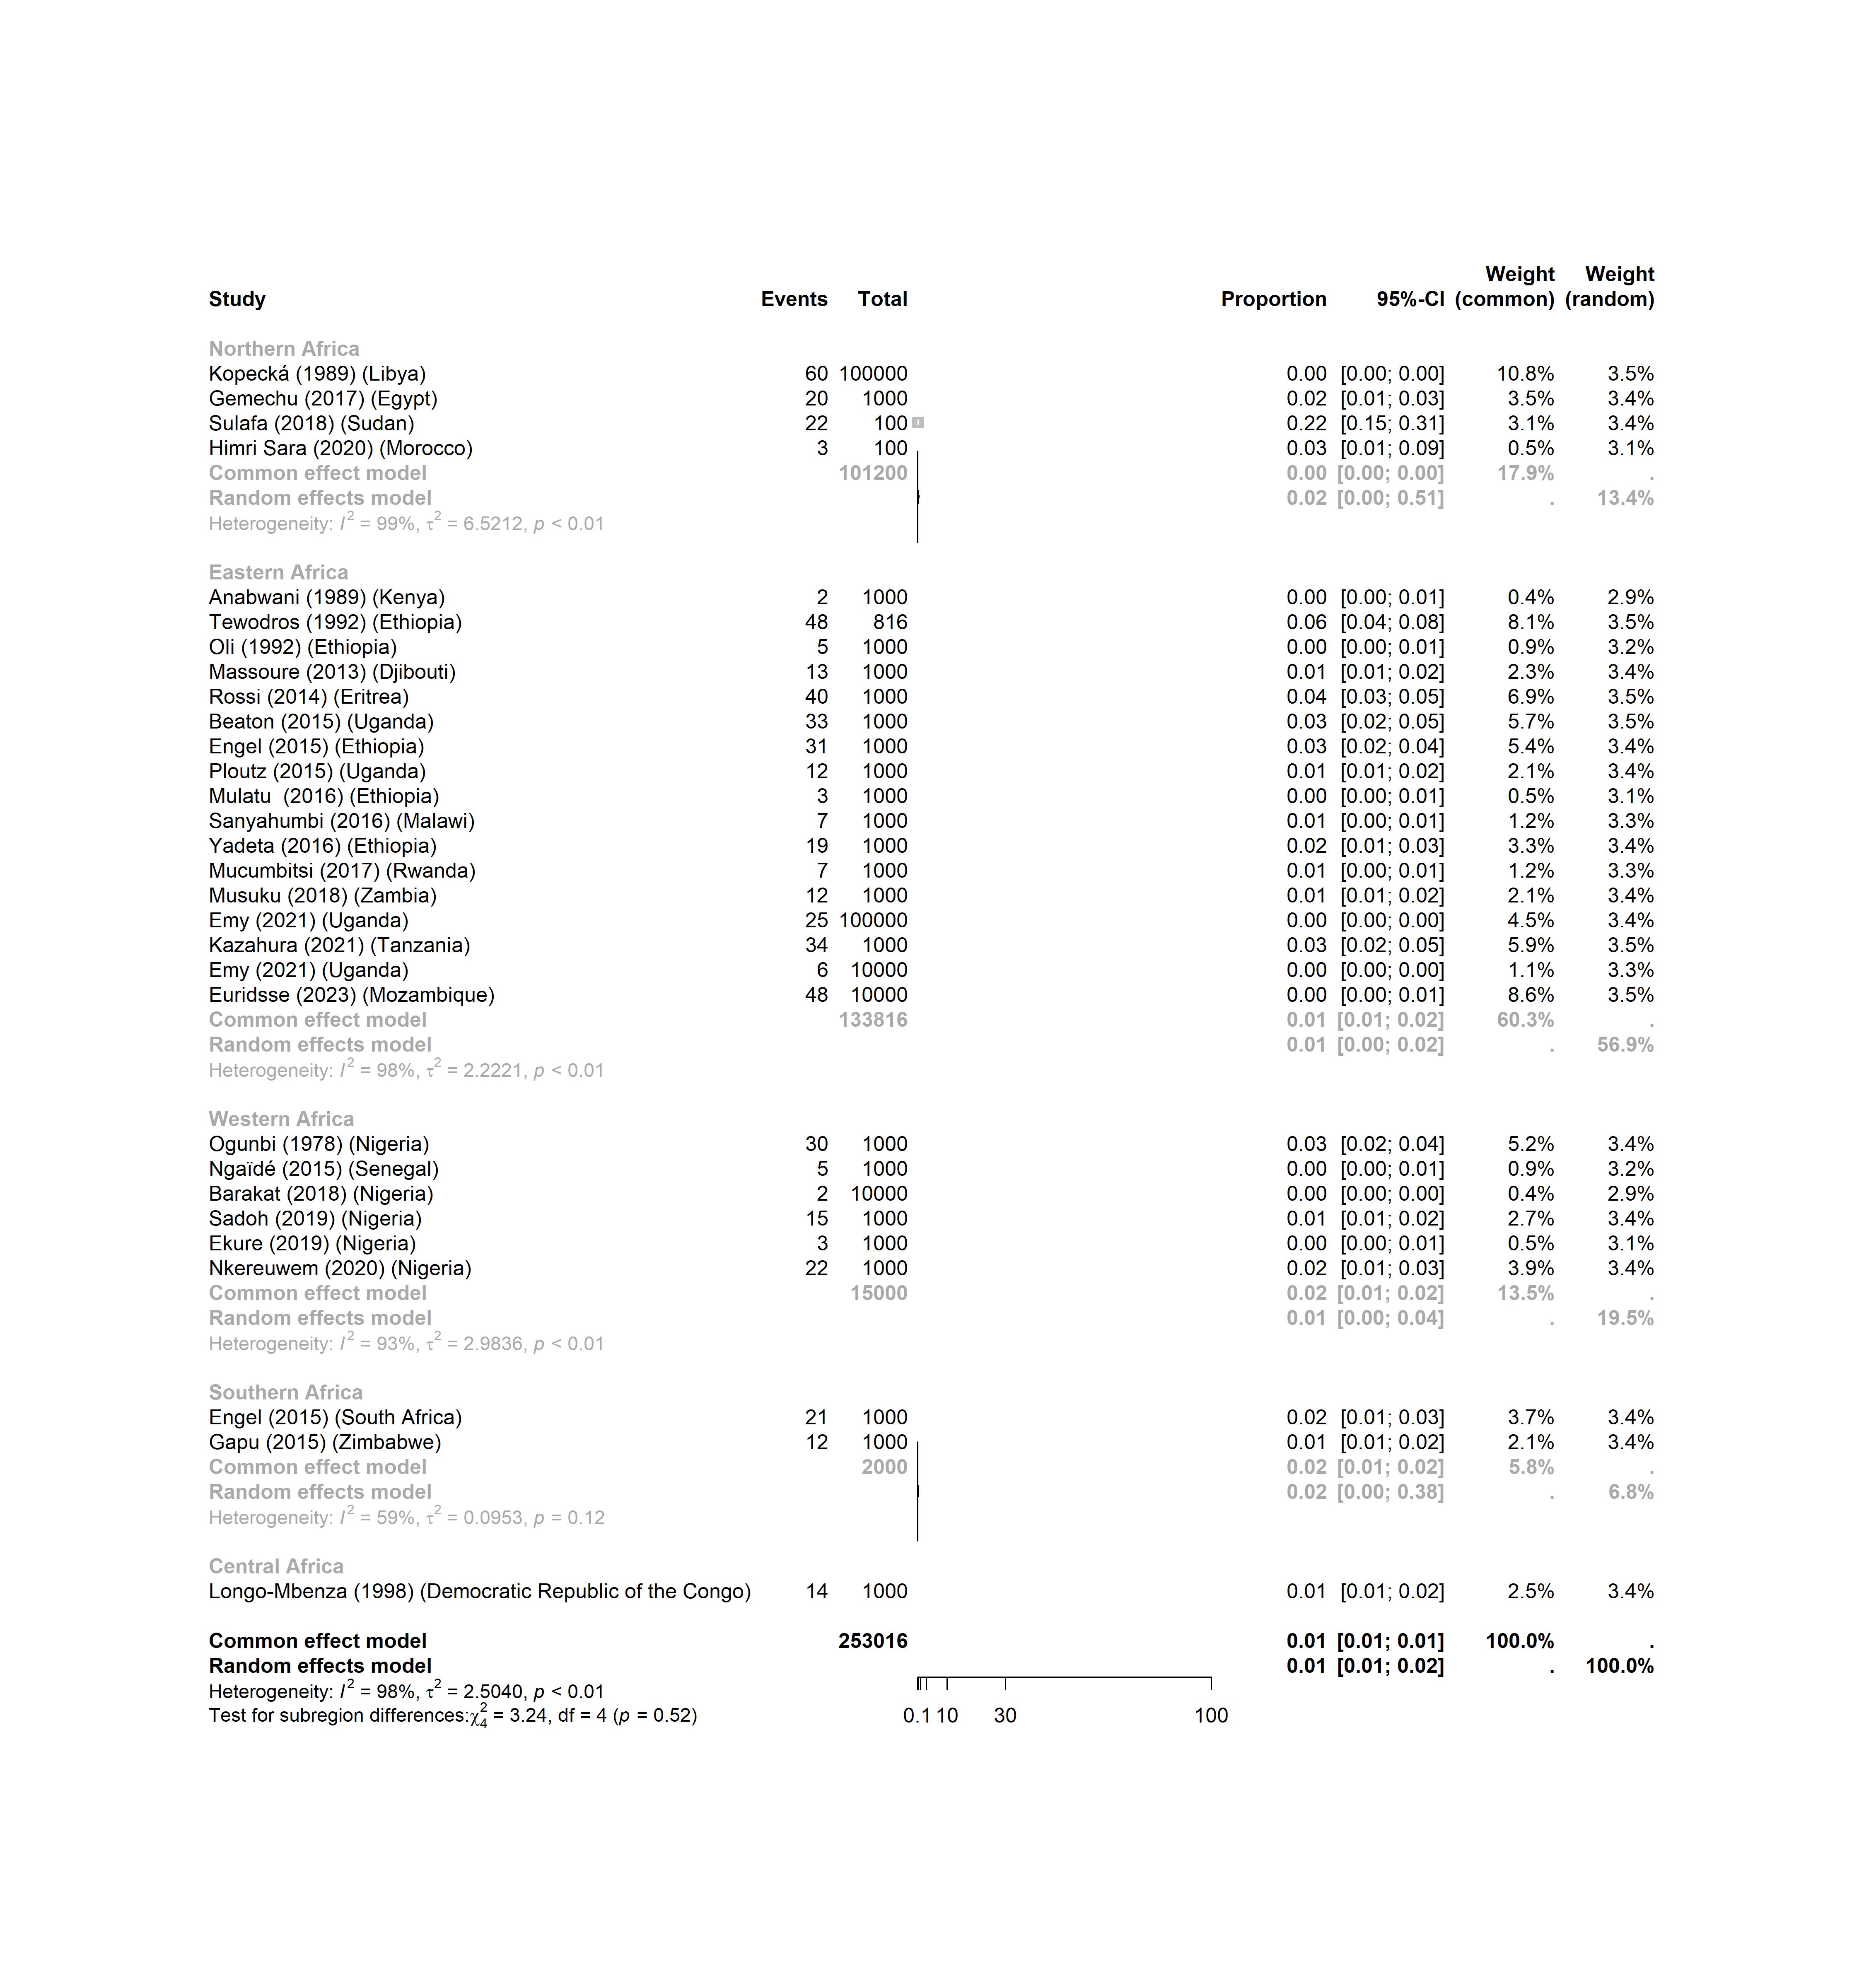 Weight Weight
Study Events Total Proportion 95%-CI (common) (random)
Northern Africa
Kopecká (1989) (Libya) 60 100000 0.00 [0.00; 0.00] 10.8% 3.5%
Gemechu (2017) (Egypt) 20 1000 0.02 [0.01; 0.03] 3.5% 3.4%
Sulafa (2018) (Sudan) 22 100 0.22 [0.15; 0.31] 3.1% 3.4%
Himri Sara (2020) (Morocco) 3 100 0.03 [0.01; 0.09] 0.5% 3.1%
Common effect model 101200 0.00 [0.00; 0.00] 17.9% .
Random effects model 0.02 [0.00; 0.51] . 13.4%
Heterogeneity: I² = 99%, τ² = 6.5212, p < 0.01
Eastern Africa
Anabwani (1989) (Kenya) 2 1000 0.00 [0.00; 0.01] 0.4% 2.9%
Tewodros (1992) (Ethiopia) 48 816 0.06 [0.04; 0.08] 8.1% 3.5%
Oli (1992) (Ethiopia) 5 1000 0.00 [0.00; 0.01] 0.9% 3.2%
Massoure (2013) (Djibouti) 13 1000 0.01 [0.01; 0.02] 2.3% 3.4%
Rossi (2014) (Eritrea) 40 1000 0.04 [0.03; 0.05] 6.9% 3.5%
Beaton (2015) (Uganda) 33 1000 0.03 [0.02; 0.05] 5.7% 3.5%
Engel (2015) (Ethiopia) 31 1000 0.03 [0.02; 0.04] 5.4% 3.4%
Ploutz (2015) (Uganda) 12 1000 0.01 [0.01; 0.02] 2.1% 3.4%
Mulatu (2016) (Ethiopia) 3 1000 0.00 [0.00; 0.01] 0.5% 3.1%
Sanyahumbi (2016) (Malawi) 7 1000 0.01 [0.00; 0.01] 1.2% 3.3%
Yadeta (2016) (Ethiopia) 19 1000 0.02 [0.01; 0.03] 3.3% 3.4%
Mucumbitsi (2017) (Rwanda) 7 1000 0.01 [0.00; 0.01] 1.2% 3.3%
Musuku (2018) (Zambia) 12 1000 0.01 [0.01; 0.02] 2.1% 3.4%
Emy (2021) (Uganda) 25 100000 0.00 [0.00; 0.00] 4.5% 3.4%
Kazahura (2021) (Tanzania) 34 1000 0.03 [0.02; 0.05] 5.9% 3.5%
Emy (2021) (Uganda) 6 10000 0.00 [0.00; 0.00] 1.1% 3.3%
Euridsse (2023) (Mozambique) 48 10000 0.00 [0.00; 0.01] 8.6% 3.5%
Common effect model 133816 0.01 [0.01; 0.02] 60.3% .
Random effects model 0.01 [0.00; 0.02] . 56.9%
Heterogeneity: I² = 98%, τ² = 2.2221, p < 0.01
Western Africa
Ogunbi (1978) (Nigeria) 30 1000 0.03 [0.02; 0.04] 5.2% 3.4%
Ngaïdé (2015) (Senegal) 5 1000 0.00 [0.00; 0.01] 0.9% 3.2%
Barakat (2018) (Nigeria) 2 10000 0.00 [0.00; 0.00] 0.4% 2.9%
Sadoh (2019) (Nigeria) 15 1000 0.01 [0.01; 0.02] 2.7% 3.4%
Ekure (2019) (Nigeria) 3 1000 0.00 [0.00; 0.01] 0.5% 3.1%
Nkereuwem (2020) (Nigeria) 22 1000 0.02 [0.01; 0.03] 3.9% 3.4%
Common effect model 15000 0.02 [0.01; 0.02] 13.5% .
Random effects model 0.01 [0.00; 0.04] . 19.5%
Heterogeneity: I² = 93%, τ² = 2.9836, p < 0.01
Southern Africa
Engel (2015) (South Africa) 21 1000 0.02 [0.01; 0.03] 3.7% 3.4%
Gapu (2015) (Zimbabwe) 12 1000 0.01 [0.01; 0.02] 2.1% 3.4%
Common effect model 2000 0.02 [0.01; 0.02] 5.8% .
Random effects model 0.02 [0.00; 0.38] . 6.8%
Heterogeneity: I² = 59%, τ² = 0.0953, p = 0.12
Central Africa
Longo-Mbenza (1998) (Democratic Republic of the Congo) 14 1000 0.01 [0.01; 0.02] 2.5% 3.4%
Common effect model 253016 0.01 [0.01; 0.01] 100.0% .
Random effects model 0.01 [0.01; 0.02] . 100.0%
Heterogeneity: I² = 98%, τ² = 2.5040, p < 0.01
Test for subregion differences:χ²₄ = 3.24, df = 4 (p = 0.52) 0.1 10 30 100